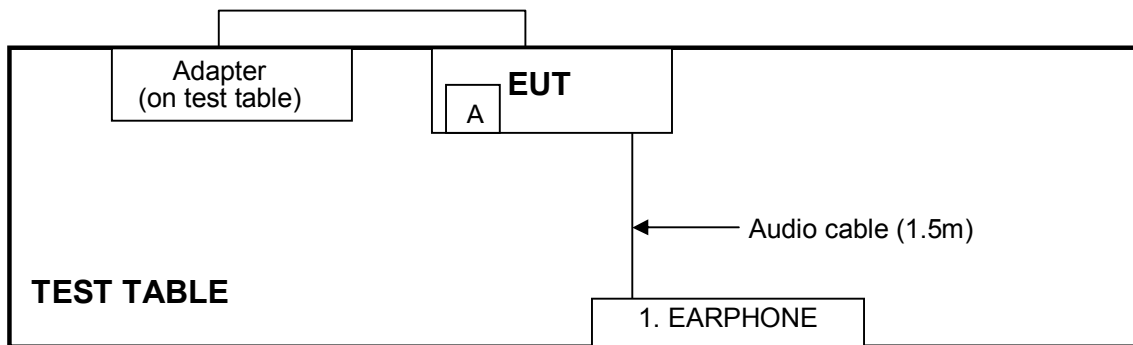 Adapter
(on test table)
EUT
A
Audio cable (1.5m)
TEST TABLE
1. EARPHONE